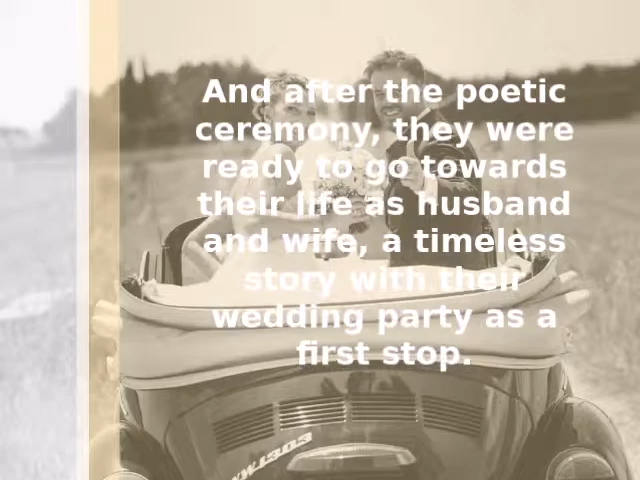 And after the poetic
ceremony, they were
ready to go towards
their life as husband
and wife, a timeless
story with their
wedding party as a
first stop.